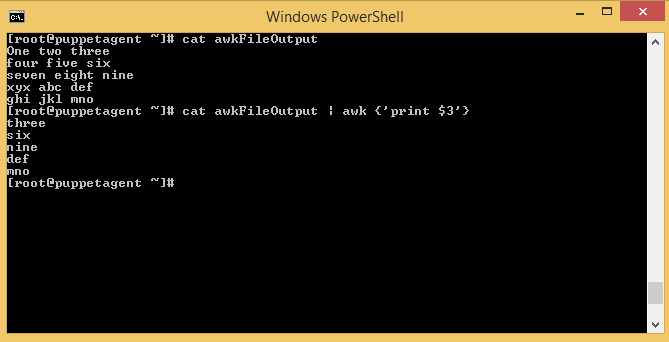 Windows PowerShell
[root@puppetagent ~]# cat awkFileOutput
One two three
four five six
seven eight nine
xyx abc def
ghi jkl mno
[root@puppetagent ~]# cat awkFileOutput | awk {'print $3'}
three
six
nine
def
mno
[root@puppetagent ~]#